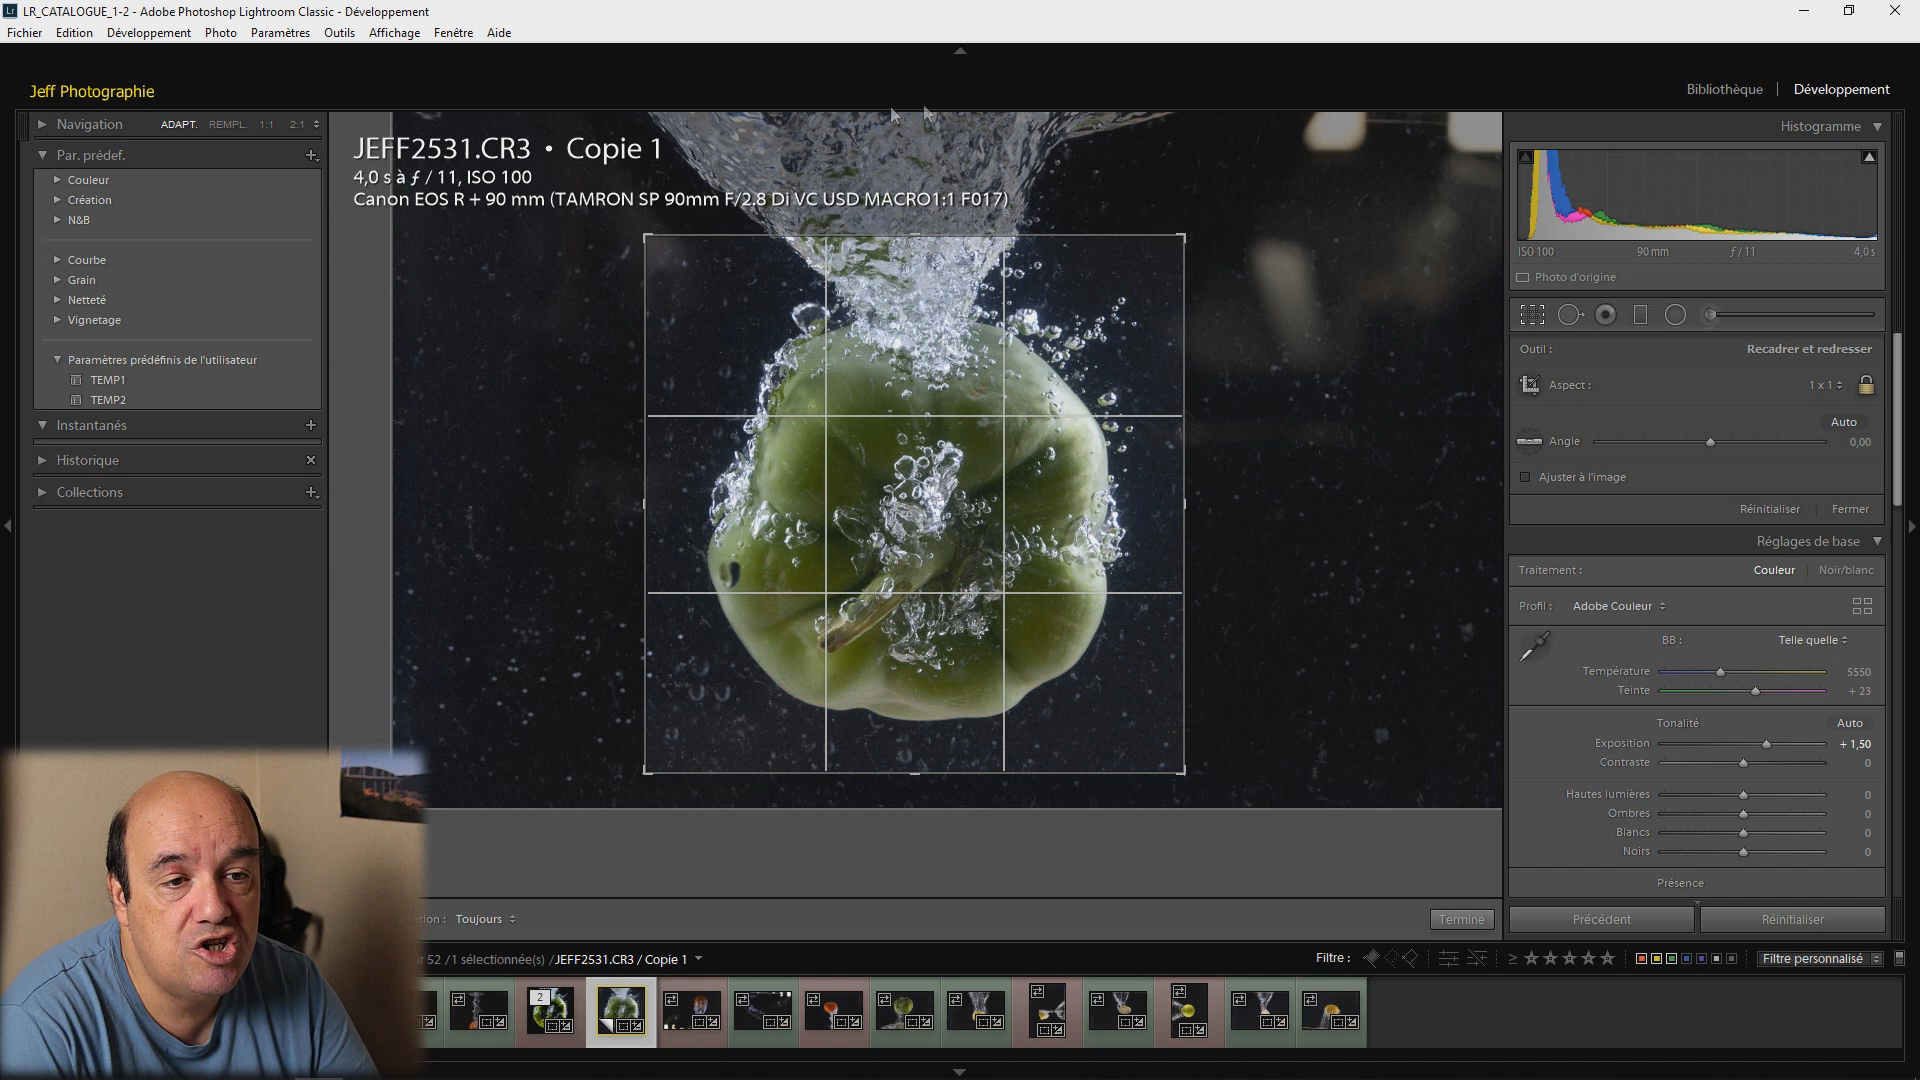 LR_CATALOGUE_1-2 - Adobe Photoshop Lightroom Classic - Développement
Fichier Edition Développement Photo Paramètres Outils Affichage Fenêtre Aide
Jeff Photographie
Bibliothèque | Développement
Navigation ADAPT. REMPL. 1:1 2:1
Par. prédef.
Couleur
Création
N&B
Courbe
Grain
Netteté
Vignetage
Paramètres prédéfinis de l'utilisateur
TEMP1
TEMP2
Instantanés
Historique
Collections
JEFF2531.CR3 • Copie 1
4,0 s à ƒ / 11, ISO 100
Canon EOS R + 90 mm (TAMRON SP 90mm F/2.8 Di VC USD MACRO1:1 F017)
Histogramme
ISO 100 90 mm ƒ / 11 4,0 s
Photo d'origine
Outil : Recadrer et redresser
Aspect : 1 x 1
Auto
Angle 0,00
Ajuster à l'image
Réinitialiser Fermer
Réglages de base
Traitement : Couleur | Noir/blanc
Profil : Adobe Couleur
BB : Telle quelle
Température 5550
Teinte + 23
Tonalité Auto
Exposition + 1,50
Contraste 0
Hautes lumières 0
Ombres 0
Blancs 0
Noirs 0
Présence
Précédent Réinitialiser
Toujours
Terminé
52 /1 sélectionnée(s) /JEFF2531.CR3 / Copie 1
Filtre : ≥ Filtre personnalisé
2